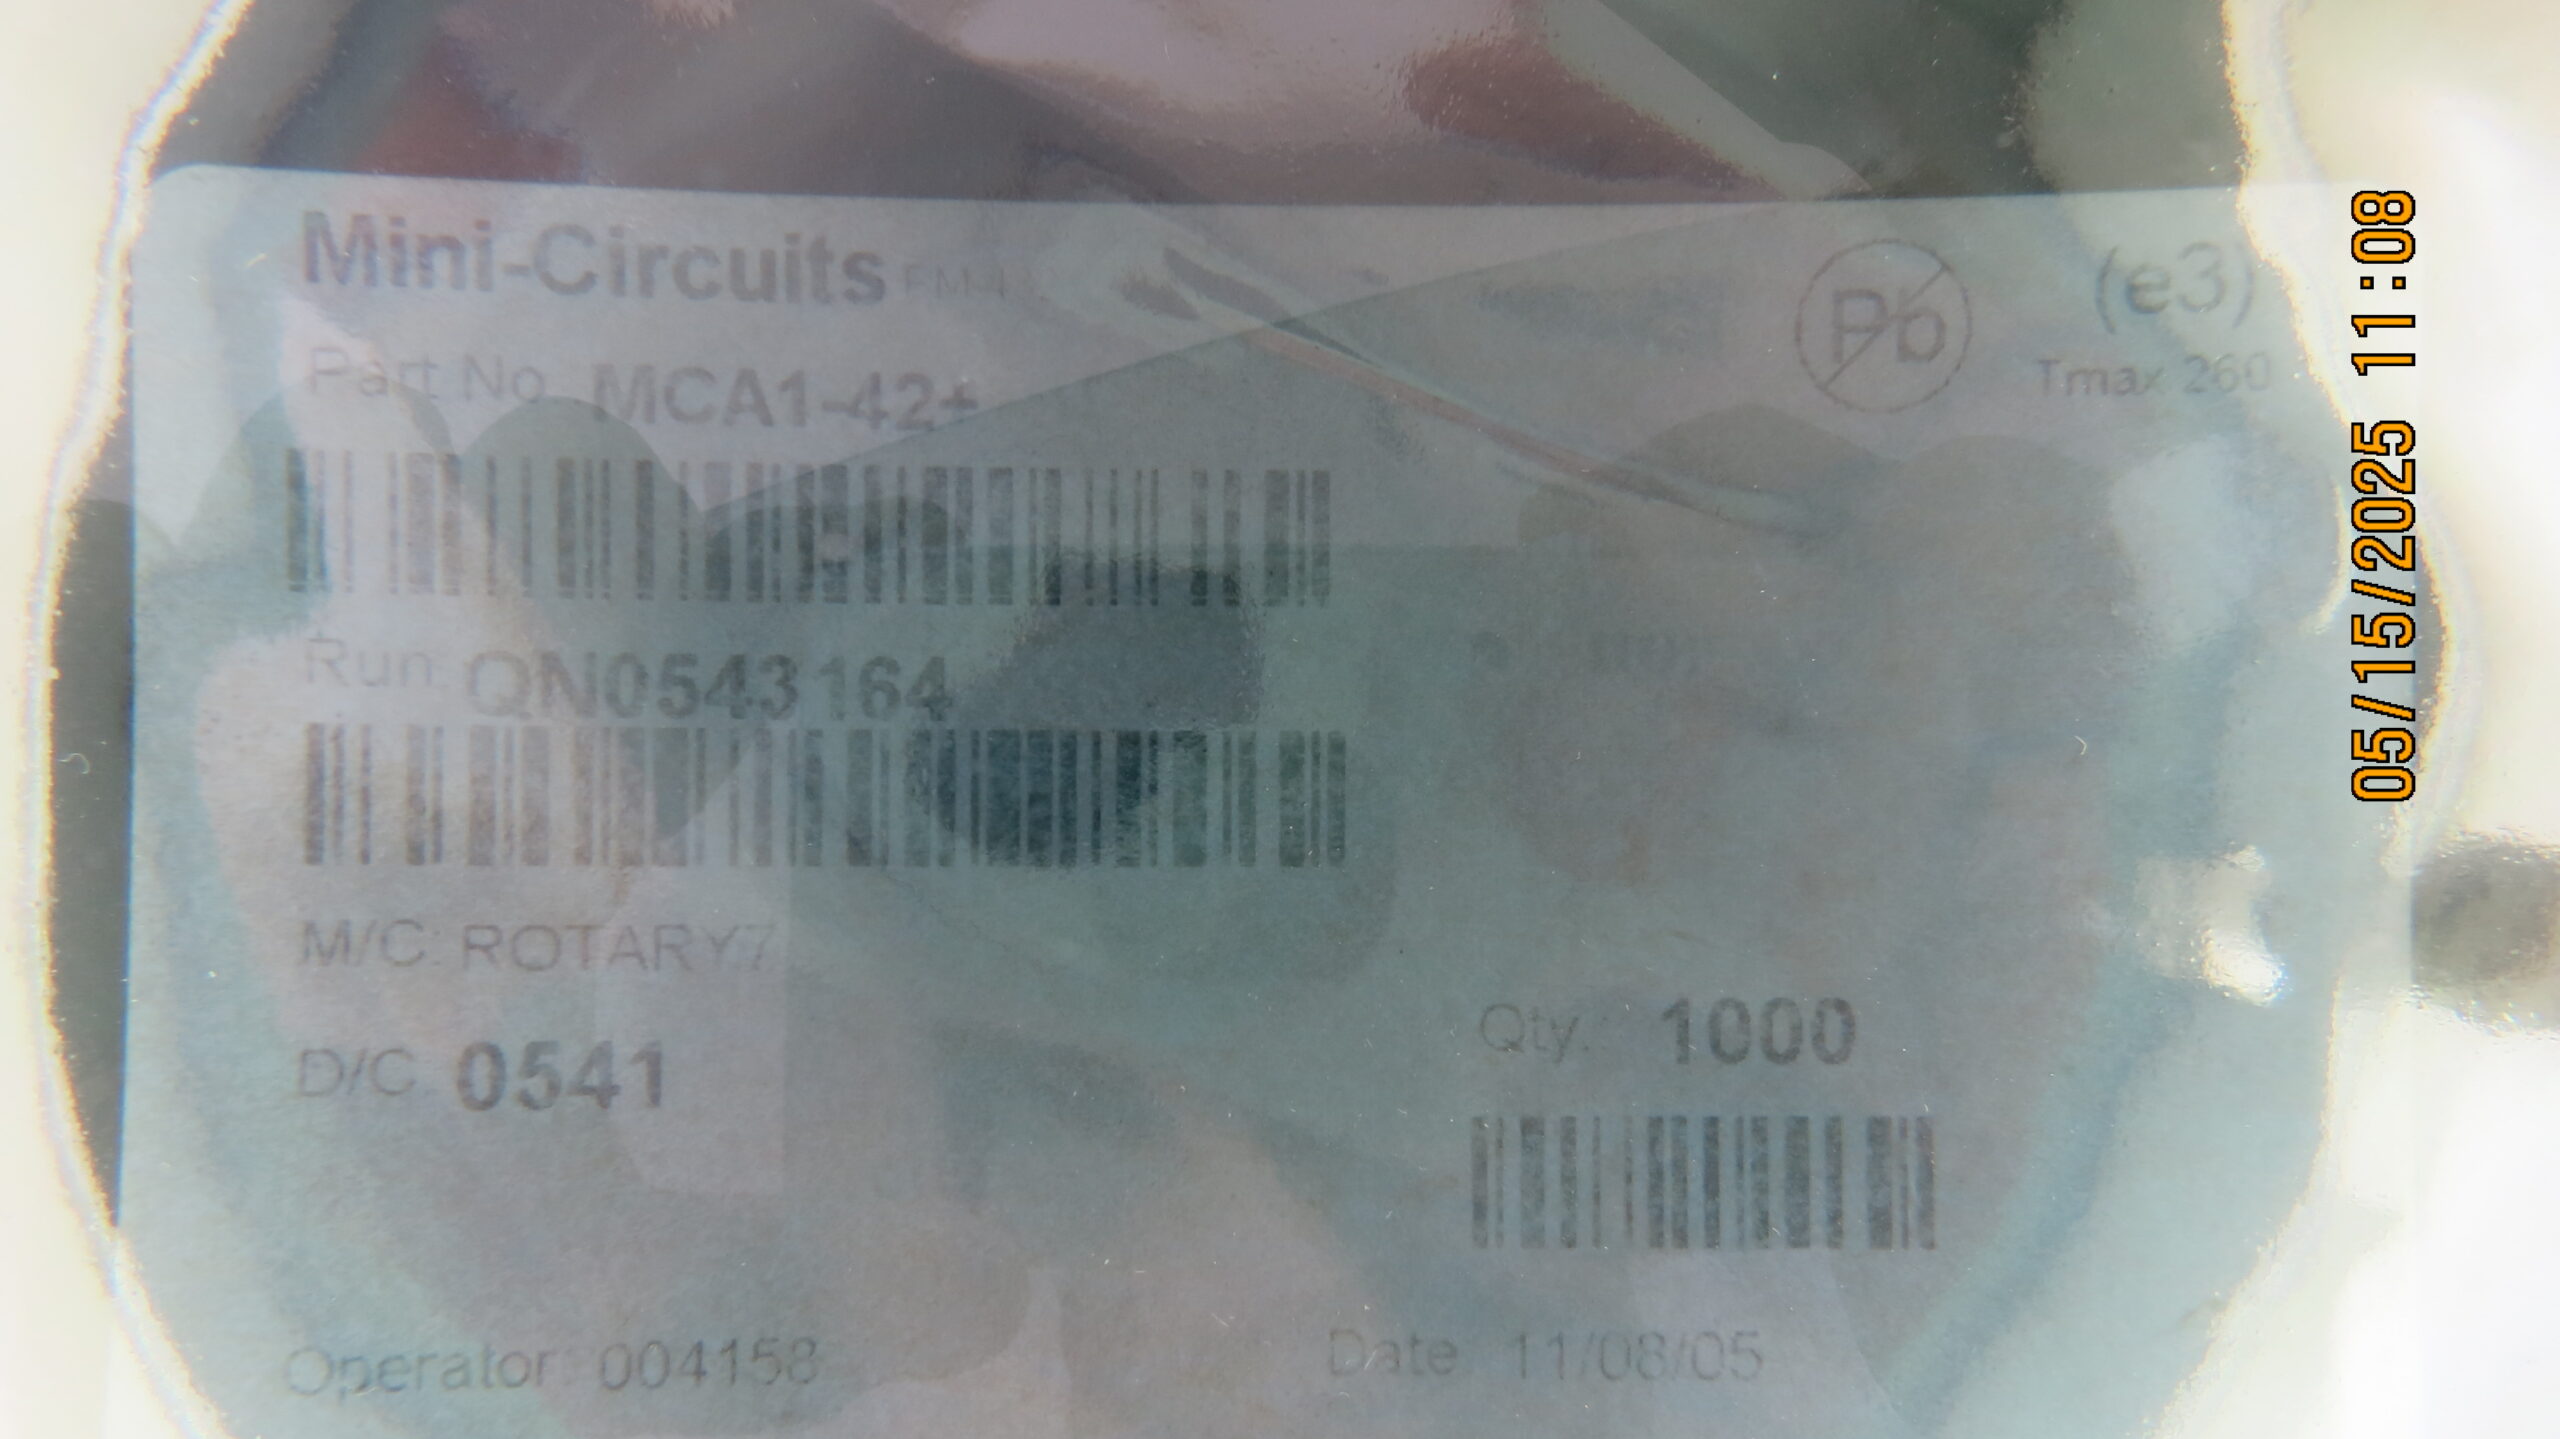 Mini-Circuits
(e3)
Pb
Tmax 260
Part No. MCA1-42+
Run: QN0543164
M/C: ROTARY7
D/C: 0541
Qty.: 1000
Operator: 004158
Date: 11/08/05
05/15/2025 11:08